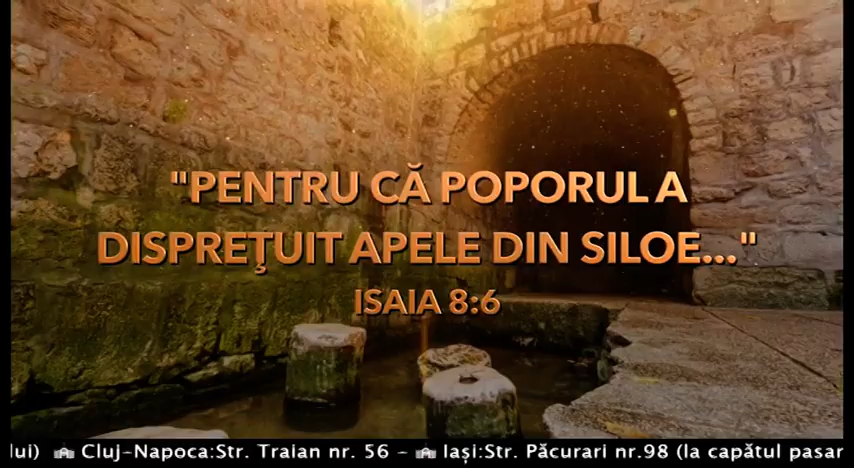 "PENTRU CĂ POPORUL A
DISPREŢUIT APELE DIN SILOE..."
ISAIA 8:6
lui) Cluj-Napoca:Str. Traian nr. 56 - Iași:Str. Păcurari nr.98 (la capătul pasar